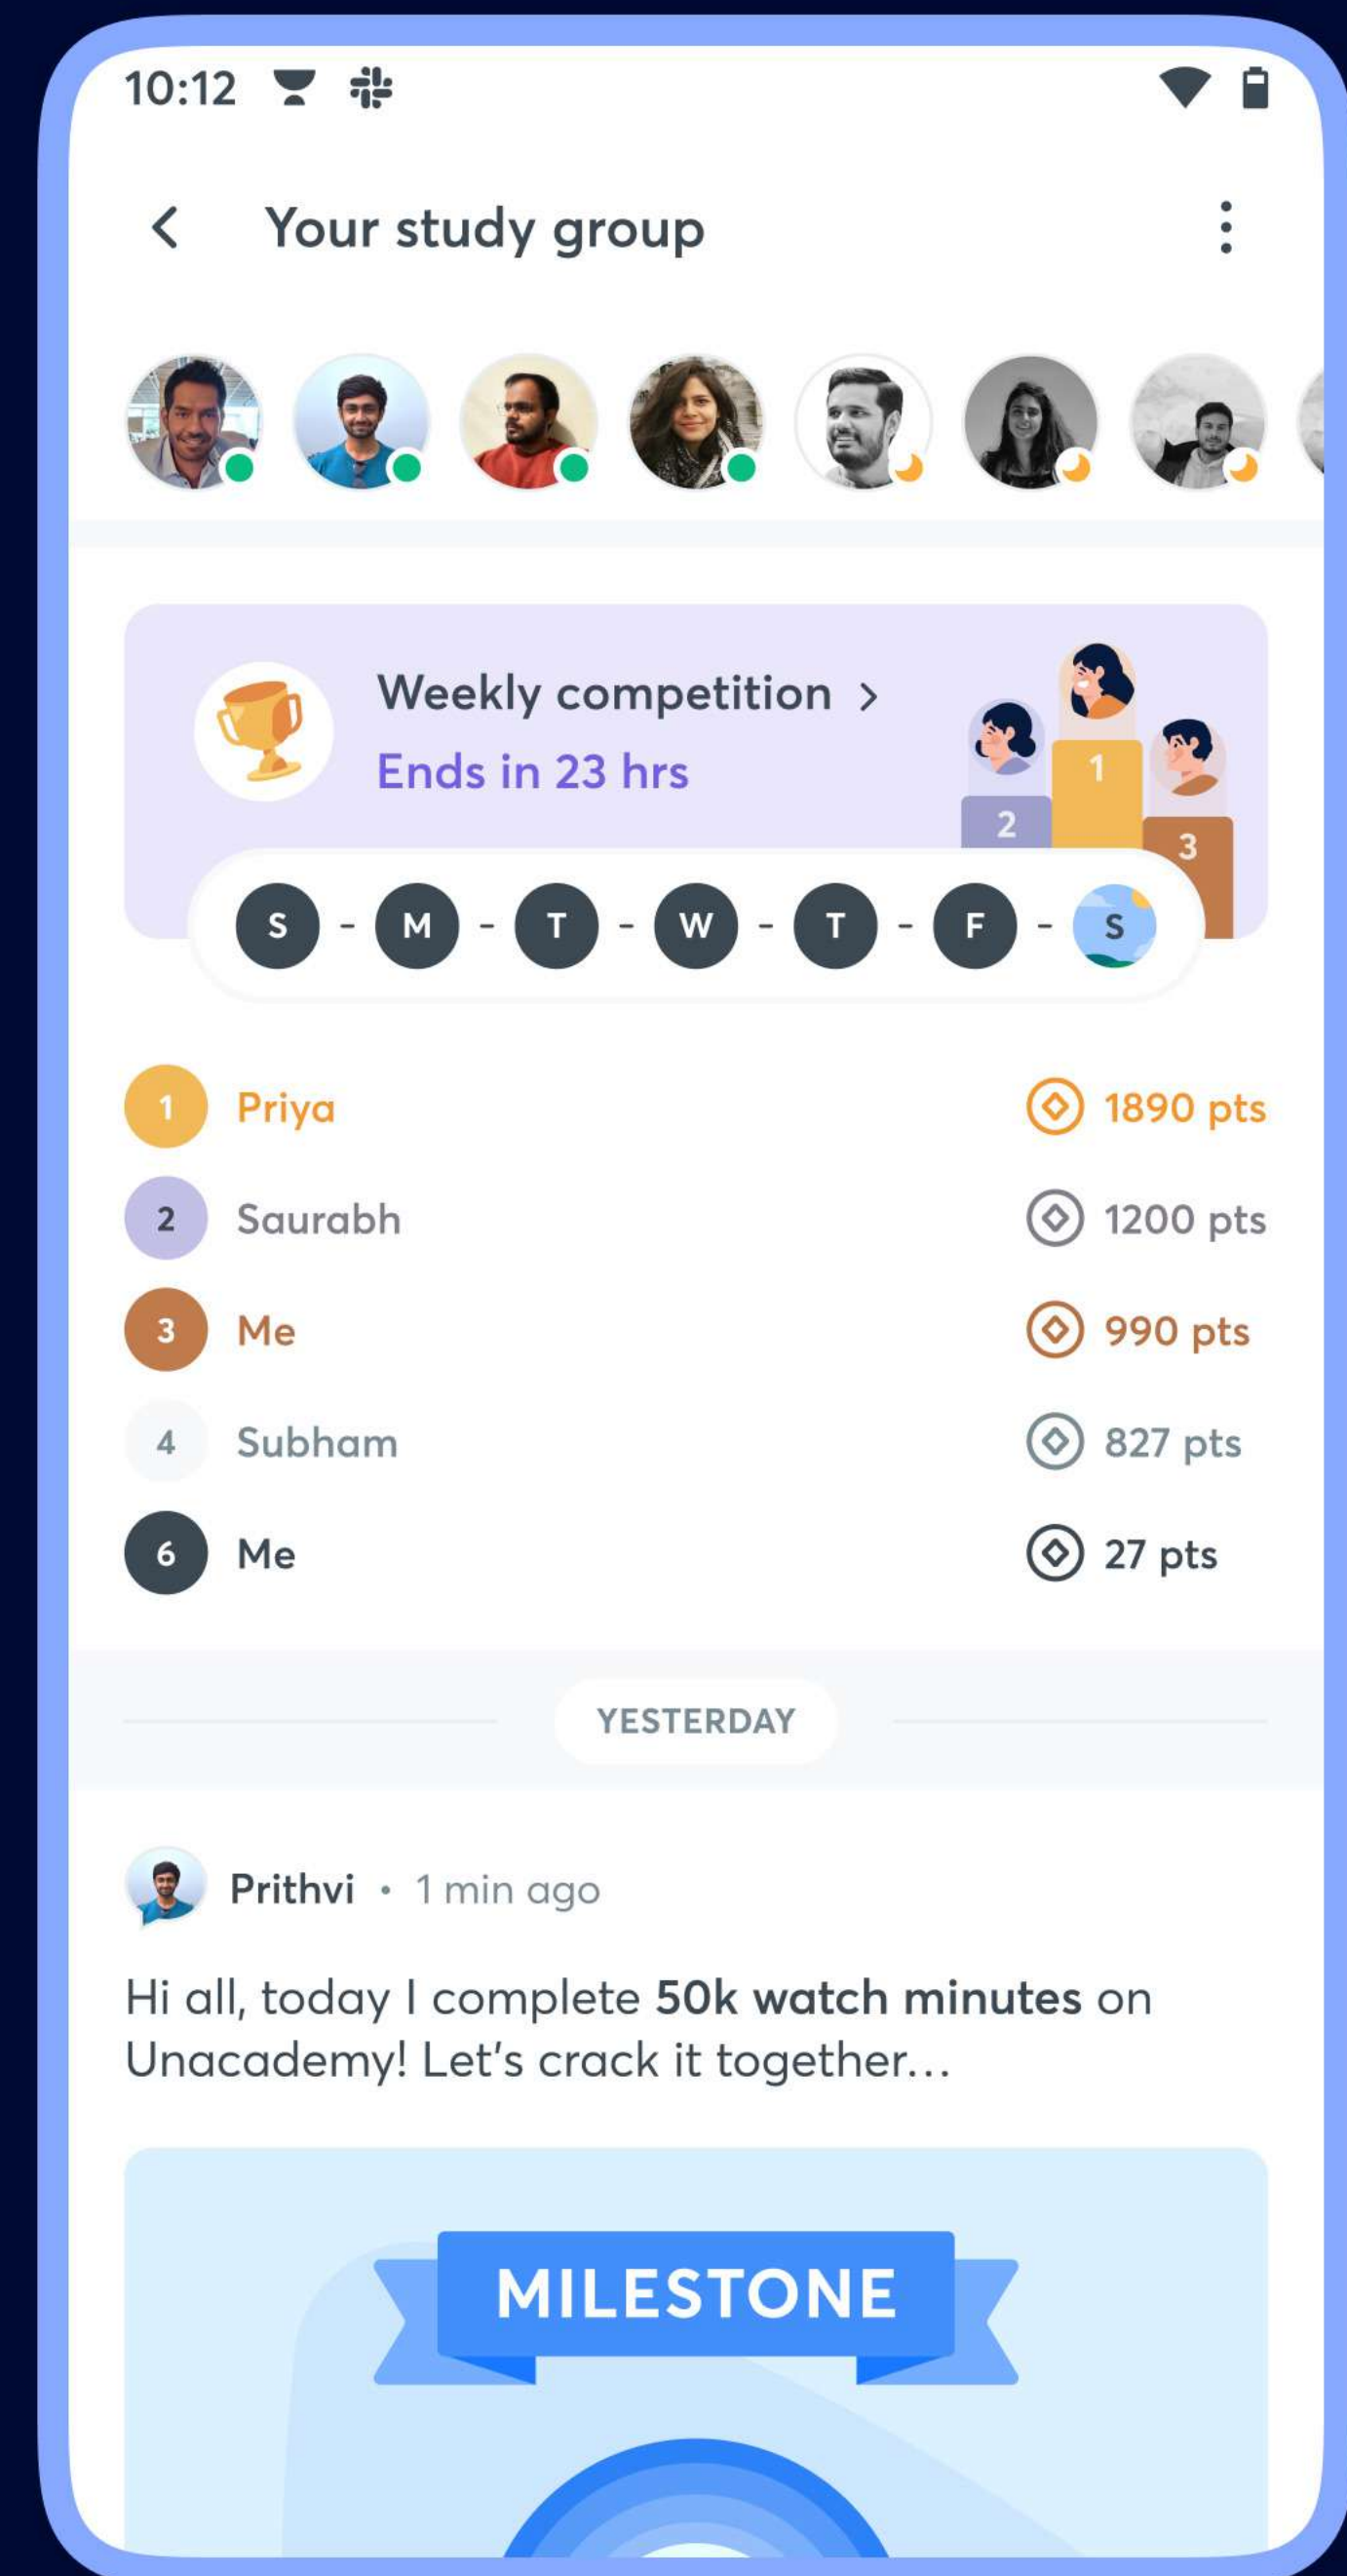 10:12
Your study group
Weekly competition >
Ends in 23 hrs
1
2
3
S - M - T - W - T - F - S
1 Priya 1890 pts
2 Saurabh 1200 pts
3 Me 990 pts
4 Subham 827 pts
6 Me 27 pts
YESTERDAY
Prithvi • 1 min ago
Hi all, today I complete 50k watch minutes on
Unacademy! Let's crack it together...
MILESTONE